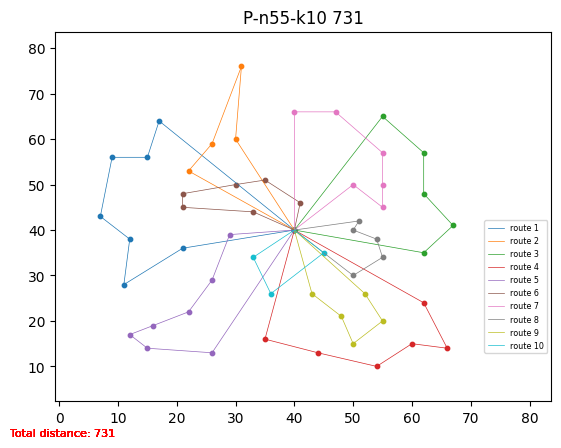 P-n55-k10 731
80
70
60
50
40
30
20
10
0 10 20 30 40 50 60 70 80
route 1
route 2
route 3
route 4
route 5
route 6
route 7
route 8
route 9
route 10
Total distance: 731